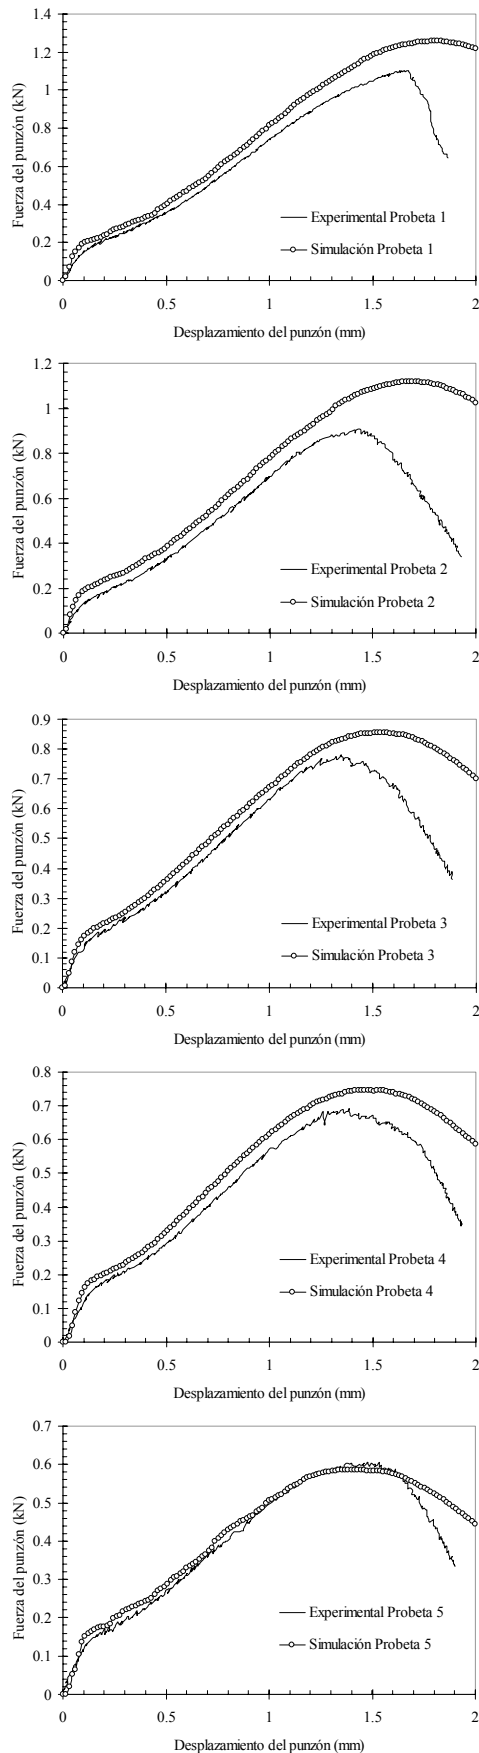 1.4
1.2
1
0.8
0.6
0.4
0.2
0
Fuerza del punzón (kN)
Experimental Probeta 1
Simulación Probeta 1
0 0.5 1 1.5 2
Desplazamiento del punzón (mm)
1.2
1
0.8
0.6
0.4
0.2
0
Fuerza del punzón (kN)
Experimental Probeta 2
Simulación Probeta 2
0 0.5 1 1.5 2
Desplazamiento del punzón (mm)
0.9
0.8
0.7
0.6
0.5
0.4
0.3
0.2
0.1
0
Fuerza del punzón (kN)
Experimental Probeta 3
Simulación Probeta 3
0 0.5 1 1.5 2
Desplazamiento del punzón (mm)
0.8
0.7
0.6
0.5
0.4
0.3
0.2
0.1
0
Fuerza del punzón (kN)
Experimental Probeta 4
Simulación Probeta 4
0 0.5 1 1.5 2
Desplazamiento del punzón (mm)
0.7
0.6
0.5
0.4
0.3
0.2
0.1
0
Fuerza del punzón (kN)
Experimental Probeta 5
Simulación Probeta 5
0 0.5 1 1.5 2
Desplazamiento del punzón (mm)